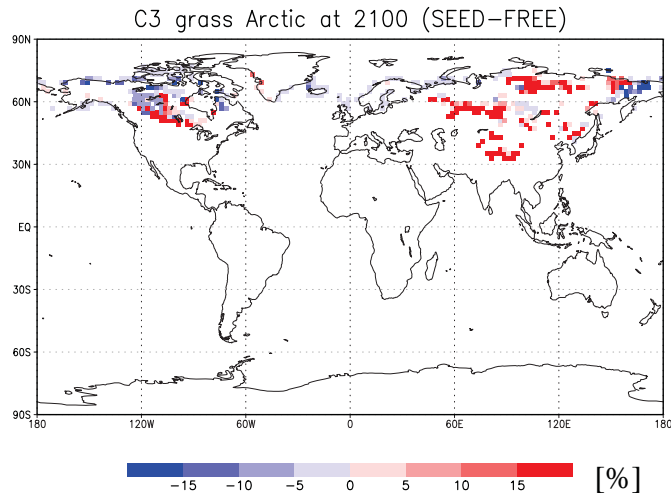 C3 grass Arctic at 2100 (SEED−FREE)
90N
60N
30N
EQ
30S
60S
90S
180 120W 60W 0 60E 120E 180
−15 −10 −5 0 5 10 15 [%]